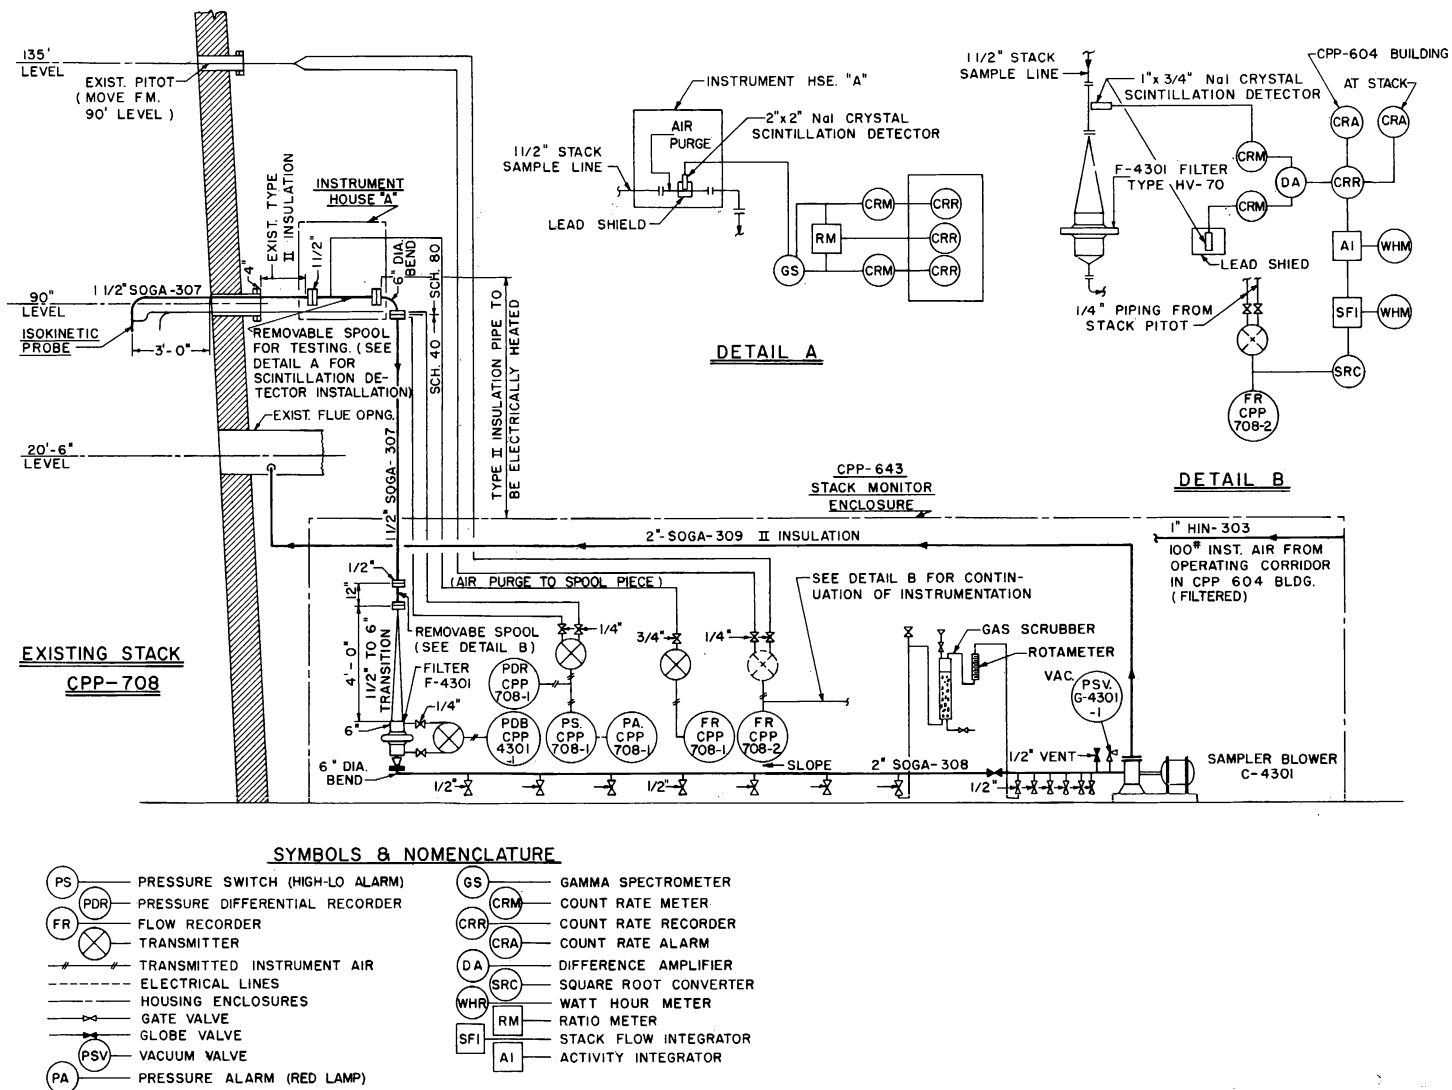 135'
LEVEL
EXIST. PITOT
(MOVE FM.
90' LEVEL)
EXIST. TYPE
II INSULATION
INSTRUMENT
HOUSE "A"
4"
1 1/2"
6" DIA.
BEND
SCH. 80
SCH. 40
1 1/2" SOGA-307
90"
LEVEL
ISOKINETIC
PROBE
3'-0"
REMOVABLE SPOOL
FOR TESTING. (SEE
DETAIL A FOR
SCINTILLATION DE-
TECTOR INSTALLATION)
EXIST. FLUE OPNG.
20'-6"
LEVEL
1 1/2" SOGA-307
TYPE II INSULATION PIPE TO
BE ELECTRICALLY HEATED
INSTRUMENT HSE. "A"
AIR
PURGE
2"x2" NaI CRYSTAL
SCINTILLATION DETECTOR
1 1/2" STACK
SAMPLE LINE
LEAD SHIELD
GS
RM
CRM
CRM
CRR
CRR
CRR
DETAIL A
1 1/2" STACK
SAMPLE LINE
CPP-604 BUILDING
1"x 3/4" NaI CRYSTAL
SCINTILLATION DETECTOR
AT STACK
CRA
CRA
CRM
F-4301 FILTER
TYPE HV-70
DA
CRR
CRM
LEAD SHIED
AI
WHM
1/4" PIPING FROM
STACK PITOT
SFI
WHM
SRC
FR
CPP
708-2
DETAIL B
CPP-643
STACK MONITOR
ENCLOSURE
1" HIN-303
2"-SOGA-309 II INSULATION
100# INST. AIR FROM
OPERATING CORRIDOR
IN CPP 604 BLDG.
(FILTERED)
1/2"
12"
(AIR PURGE TO SPOOL PIECE)
SEE DETAIL B FOR CONTIN-
UATION OF INSTRUMENTATION
EXISTING STACK
CPP-708
4'-0"
1 1/2" TO 6"
TRANSITION
REMOVABE SPOOL
(SEE DETAIL B)
FILTER
F-4301
1/4"
3/4"
1/4"
GAS SCRUBBER
ROTAMETER
VAC.
PSV.
G-4301
-1
PDR
CPP
708-1
1/4"
6"
PDB
CPP
4301
-1
PS.
CPP
708-1
PA.
CPP
708-1
FR
CPP
708-1
FR
CPP
708-2
6" DIA.
BEND
SLOPE
2" SOGA-308
1/2" VENT
SAMPLER BLOWER
C-4301
1/2"
1/2"
1/2"
SYMBOLS & NOMENCLATURE
PS PRESSURE SWITCH (HIGH-LO ALARM)
PDR PRESSURE DIFFERENTIAL RECORDER
FR FLOW RECORDER
TRANSMITTER
TRANSMITTED INSTRUMENT AIR
ELECTRICAL LINES
HOUSING ENCLOSURES
GATE VALVE
GLOBE VALVE
PSV VACUUM VALVE
PA PRESSURE ALARM (RED LAMP)
GS GAMMA SPECTROMETER
CRM COUNT RATE METER
CRR COUNT RATE RECORDER
CRA COUNT RATE ALARM
DA DIFFERENCE AMPLIFIER
SRC SQUARE ROOT CONVERTER
WHR WATT HOUR METER
RM RATIO METER
SFI STACK FLOW INTEGRATOR
AI ACTIVITY INTEGRATOR